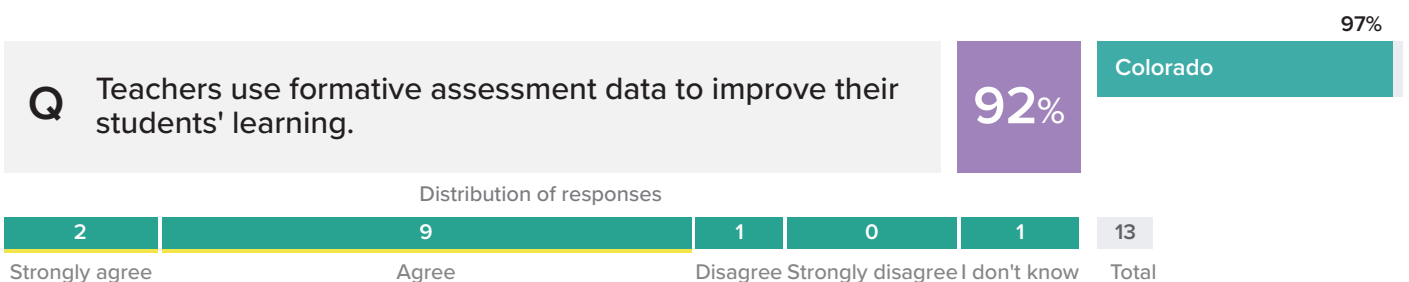 97%
Q Teachers use formative assessment data to improve their
students' learning.
92%
Colorado
Distribution of responses
2 9 1 0 1 13
Strongly agree Agree Disagree Strongly disagree I don't know Total